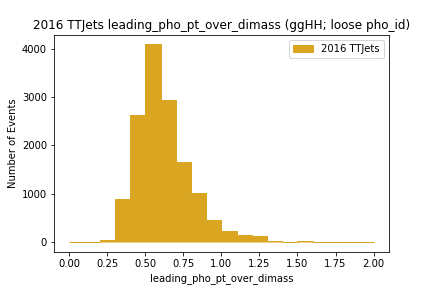 2016 TTJets leading_pho_pt_over_dimass (ggHH; loose pho_id)
2016 TTJets
Number of Events
4000
3000
2000
1000
0
0.00 0.25 0.50 0.75 1.00 1.25 1.50 1.75 2.00
leading_pho_pt_over_dimass